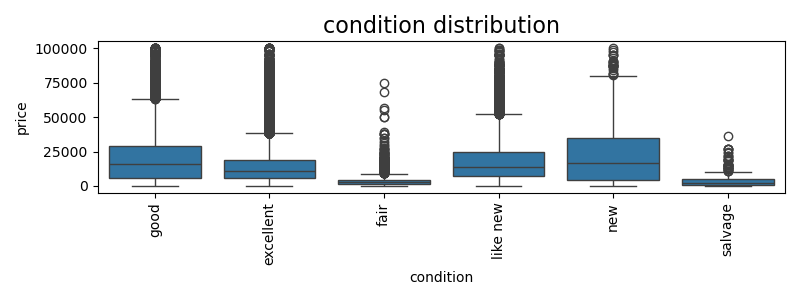 condition distribution
100000
75000
50000
25000
0
price
good
excellent
fair
like new
new
salvage
condition